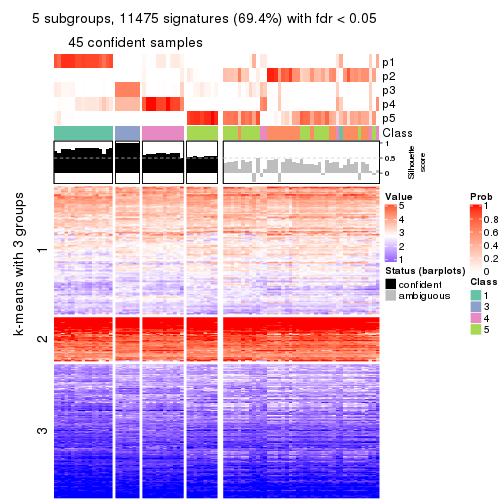 5 subgroups, 11475 signatures (69.4%) with fdr < 0.05
45 confident samples
p1
p2
p3
p4
p5
Class
1
0.5
0
Silhouette
score
k-means with 3 groups
1
2
3
Value
5
4
3
2
1
Status (barplots)
confident
ambiguous
Prob
1
0.8
0.6
0.4
0.2
0
Class
1
3
4
5